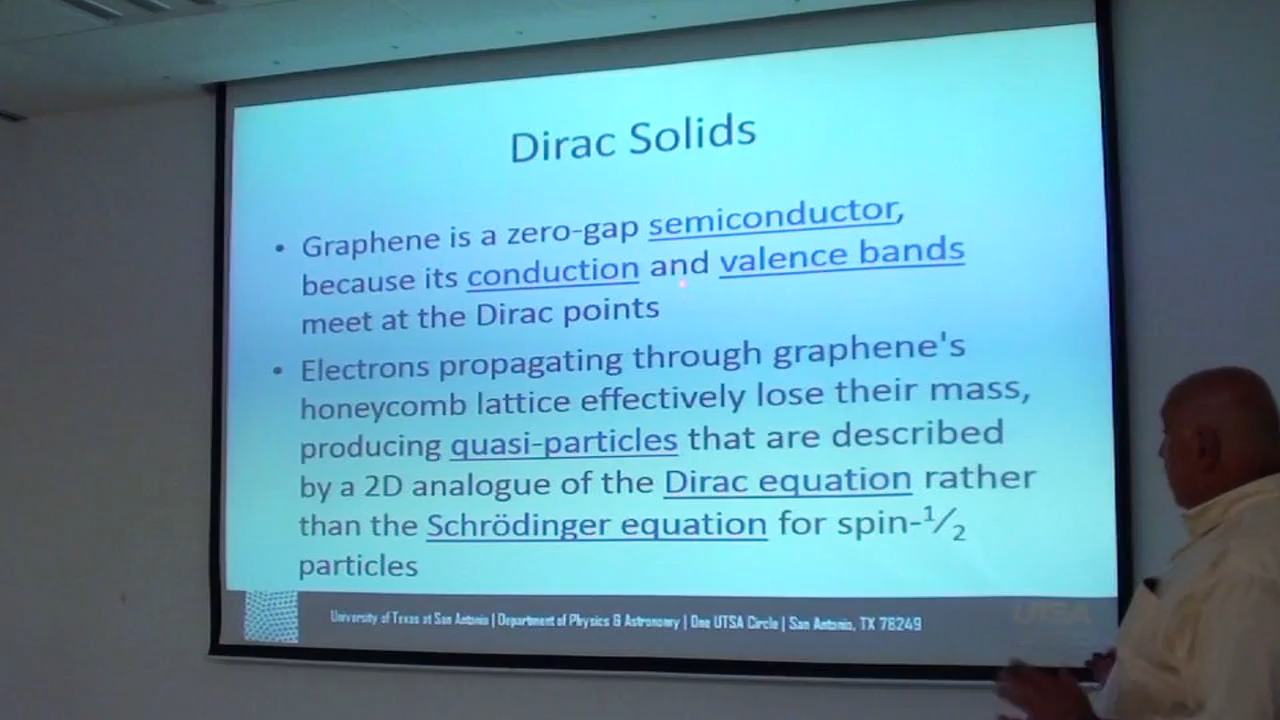 Dirac Solids
• Graphene is a zero-gap semiconductor,
because its conduction and valence bands
meet at the Dirac points
• Electrons propagating through graphene's
honeycomb lattice effectively lose their mass,
producing quasi-particles that are described
by a 2D analogue of the Dirac equation rather
than the Schrödinger equation for spin-1⁄2
particles
University of Texas at San Antonio | Department of Physics & Astronomy | One UTSA Circle | San Antonio, TX 78249
UTSA